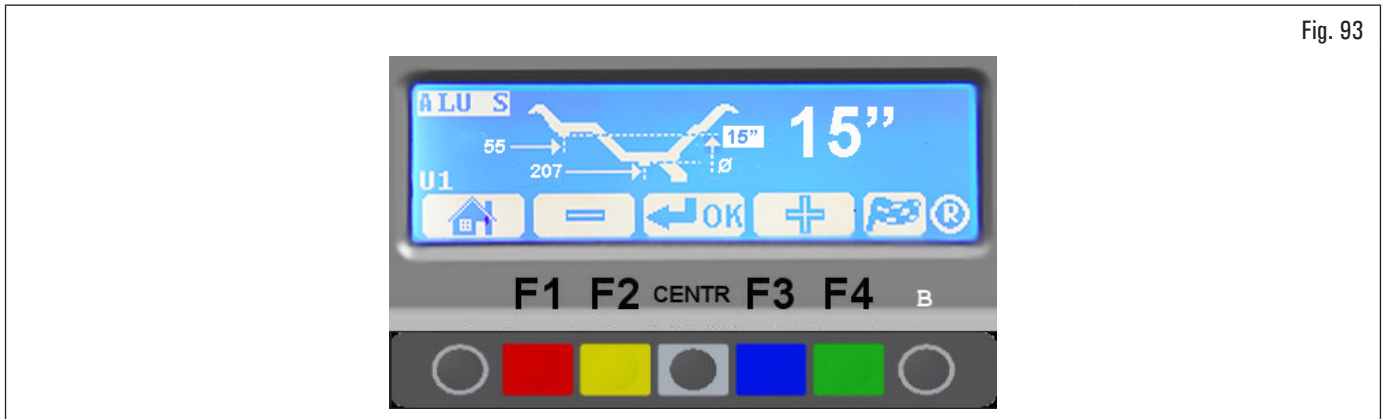 Fig. 93
ALU S
15”
15”
55
207
Ø
U1
OK
R
F1 F2 CENTR F3 F4 B